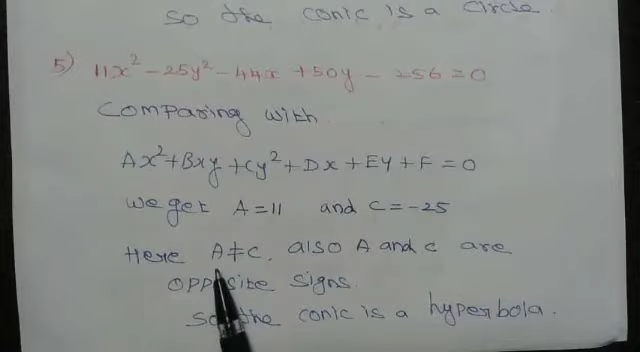 so the conic is a circle.
5) 11x² - 25y² - 44x + 50y - 256 = 0
Comparing with
Ax² + Bxy + Cy² + Dx + Ey + F = 0
we get A = 11 and C = -25
Here A ≠ C, also A and C are
opposite signs.
So the conic is a hyperbola.